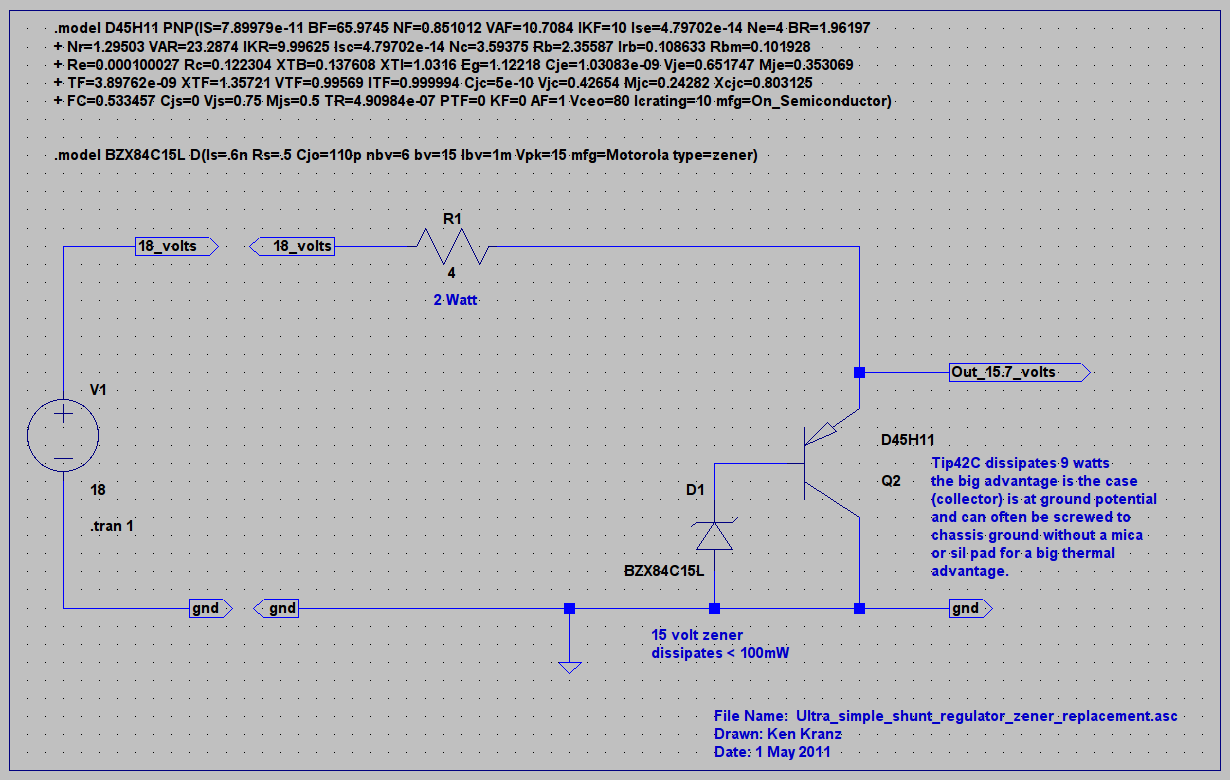 .model D45H11 PNP(IS=7.89979e-11 BF=65.9745 NF=0.851012 VAF=10.7084 IKF=10 Ise=4.79702e-14 Ne=4 BR=1.96197
+ Nr=1.29503 VAR=23.2874 IKR=9.99625 Isc=4.79702e-14 Nc=3.59375 Rb=2.35587 Irb=0.108633 Rbm=0.101928
+ Re=0.000100027 Rc=0.122304 XTB=0.137608 XTI=1.0316 Eg=1.12218 Cje=1.03083e-09 Vje=0.651747 Mje=0.353069
+ TF=3.89762e-09 XTF=1.35721 VTF=0.99569 ITF=0.999994 Cjc=5e-10 Vjc=0.42654 Mjc=0.24282 Xcjc=0.803125
+ FC=0.533457 Cjs=0 Vjs=0.75 Mjs=0.5 TR=4.90984e-07 PTF=0 KF=0 AF=1 Vceo=80 Icrating=10 mfg=On_Semiconductor)
.model BZX84C15L D(Is=.6n Rs=.5 Cjo=110p nbv=6 bv=15 Ibv=1m Vpk=15 mfg=Motorola type=zener)
R1
18_volts
18_volts
4
2 Watt
Out_15.7_volts
V1
D45H11
Tip42C dissipates 9 watts
the big advantage is the case
(collector) is at ground potential
and can often be screwed to
chassis ground without a mica
or sil pad for a big thermal
advantage.
Q2
D1
18
.tran 1
BZX84C15L
gnd
gnd
gnd
15 volt zener
dissipates < 100mW
File Name: Ultra_simple_shunt_regulator_zener_replacement.asc
Drawn: Ken Kranz
Date: 1 May 2011